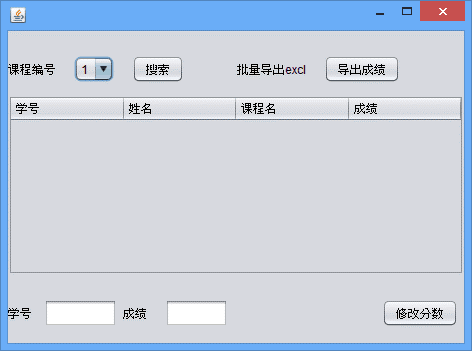 课程编号 1 搜索 批量导出excl 导出成绩
学号 姓名 课程名 成绩
学号 成绩 修改分数